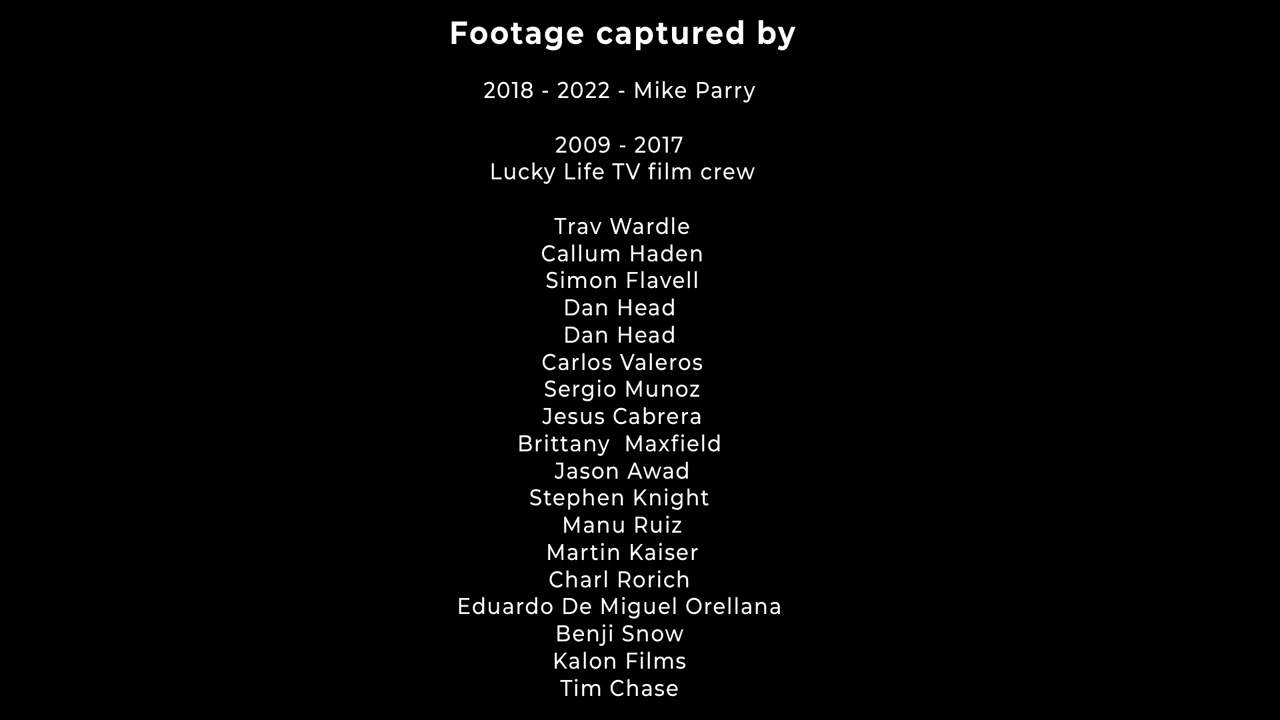 Footage captured by
2018 - 2022 - Mike Parry
2009 - 2017
Lucky Life TV film crew
Trav Wardle
Callum Haden
Simon Flavell
Dan Head
Dan Head
Carlos Valeros
Sergio Munoz
Jesus Cabrera
Brittany  Maxfield
Jason Awad
Stephen Knight
Manu Ruiz
Martin Kaiser
Charl Rorich
Eduardo De Miguel Orellana
Benji Snow
Kalon Films
Tim Chase